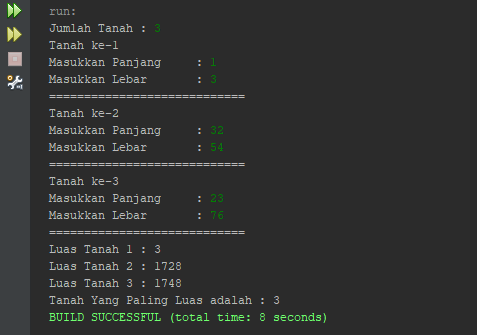 run:
Jumlah Tanah : 3
Tanah ke-1
Masukkan Panjang     : 1
Masukkan Lebar       : 3
============================
Tanah ke-2
Masukkan Panjang     : 32
Masukkan Lebar       : 54
============================
Tanah ke-3
Masukkan Panjang     : 23
Masukkan Lebar       : 76
============================
Luas Tanah 1 : 3
Luas Tanah 2 : 1728
Luas Tanah 3 : 1748
Tanah Yang Paling Luas adalah : 3
BUILD SUCCESSFUL (total time: 8 seconds)